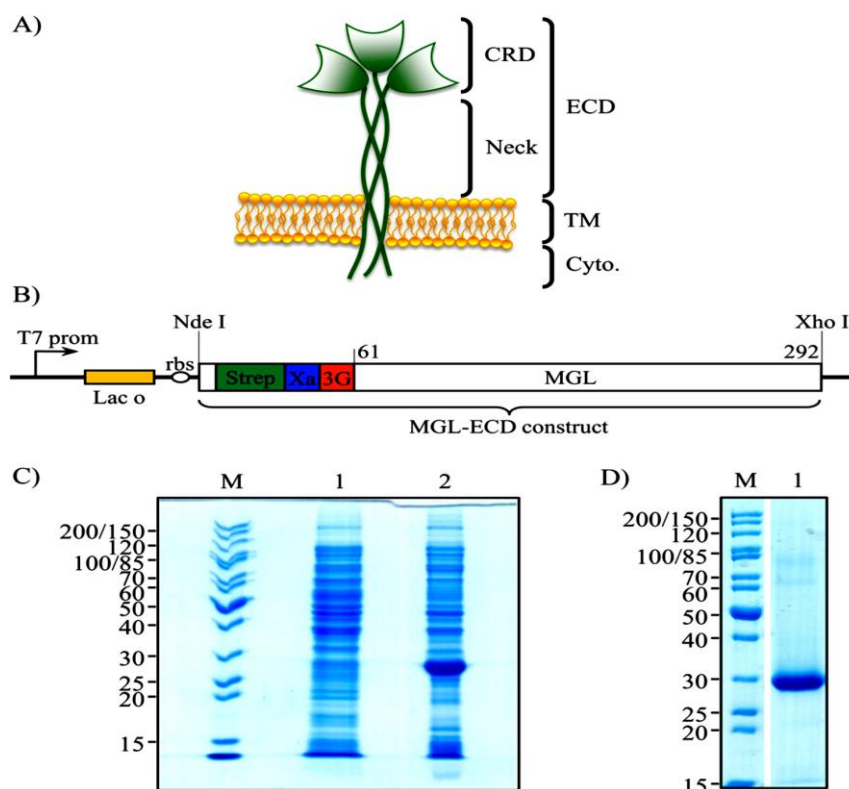 A)
CRD
ECD
Neck
TM
Cyto.
B)
Nde I
Xho I
T7 prom
rbs
61
292
Strep
Xa
3G
MGL
Lac o
MGL-ECD construct
C)
M 1 2
200/150
120
100/85
70
60
50
40
30
25
20
15
D)
M 1
200/150
120
100/85
70
60
50
40
30
25
20
15